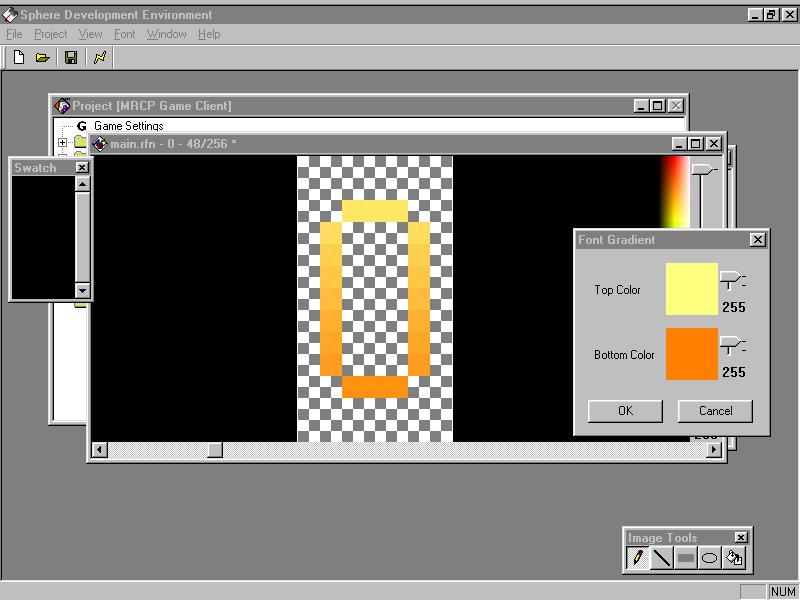 Sphere Development Environment
File Project View Font Window Help
Project [MRCP Game Client]
G Game Settings
main.rfn - 0 - 48/256 *
Swatch
0
Font Gradient
Top Color
255
Bottom Color
255
OK Cancel
Image Tools
NUM